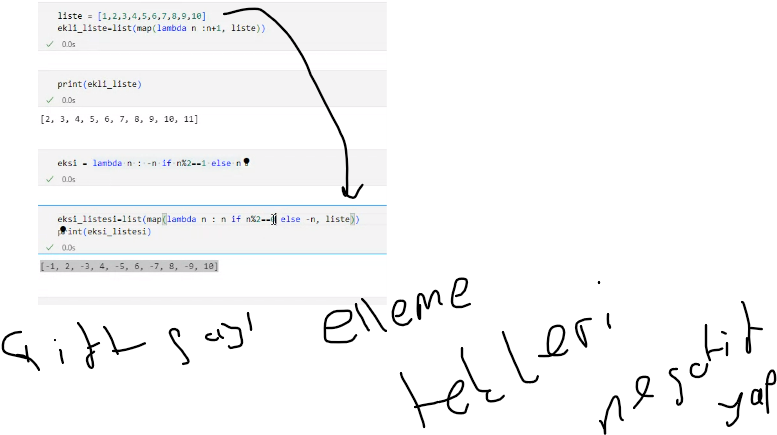 liste = [1,2,3,4,5,6,7,8,9,10]
ekli_liste=list(map(lambda n :n+1, liste))
0.0s
print(ekli_liste)
0.0s
[2, 3, 4, 5, 6, 7, 8, 9, 10, 11]
eksi = lambda n : -n if n%2==1 else n
0.0s
eksi_listesi=list(map(lambda n : n if n%2==0 else -n, liste))
print(eksi_listesi)
0.0s
[-1, 2, -3, 4, -5, 6, -7, 8, -9, 10]
Çift sayı elleme
tekleri
negatif
yap